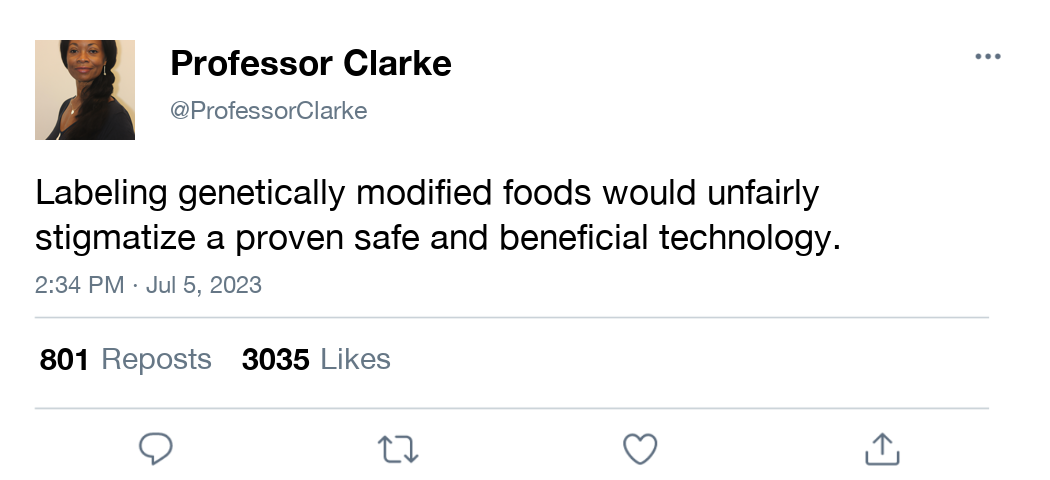 Professor Clarke
@ProfessorClarke
Labeling genetically modified foods would unfairly
stigmatize a proven safe and beneficial technology.
2:34 PM · Jul 5, 2023
801 Reposts 3035 Likes